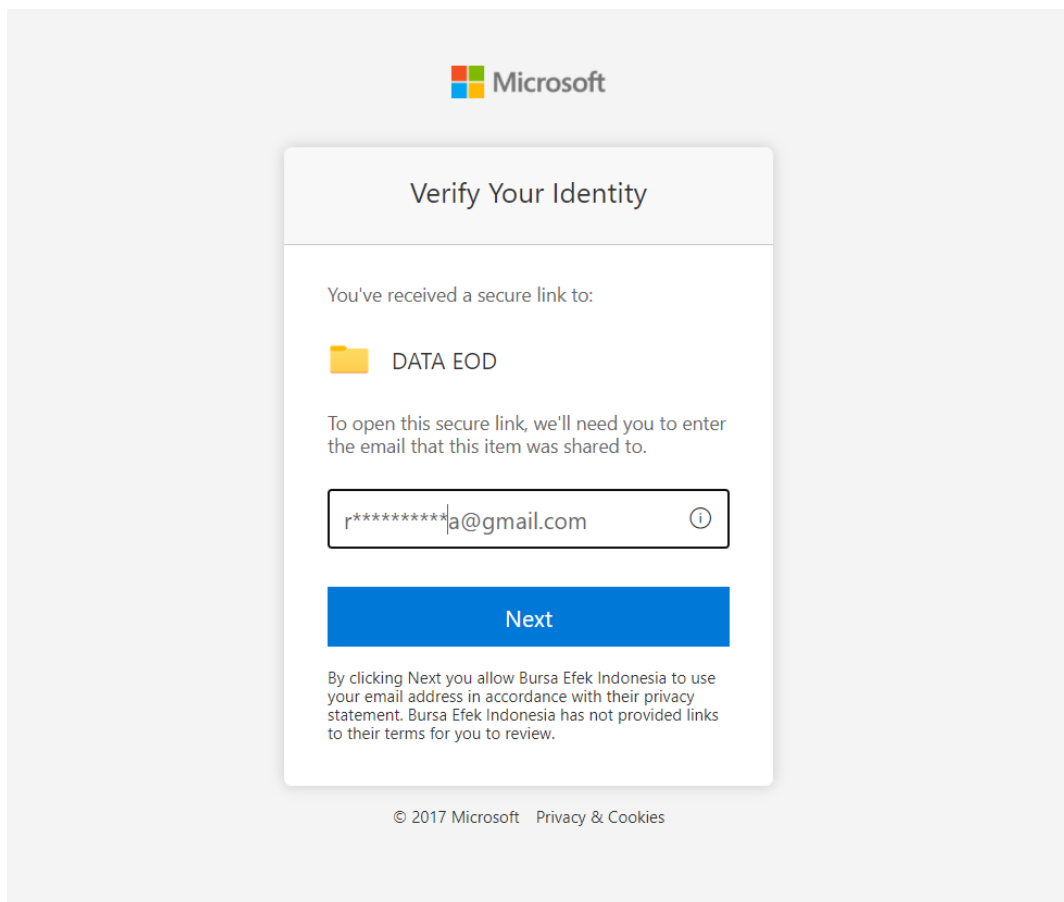 Microsoft
Verify Your Identity
You've received a secure link to:
DATA EOD
To open this secure link, we'll need you to enter
the email that this item was shared to.
r**********a@gmail.com
Next
By clicking Next you allow Bursa Efek Indonesia to use
your email address in accordance with their privacy
statement. Bursa Efek Indonesia has not provided links
to their terms for you to review.
© 2017 Microsoft Privacy & Cookies